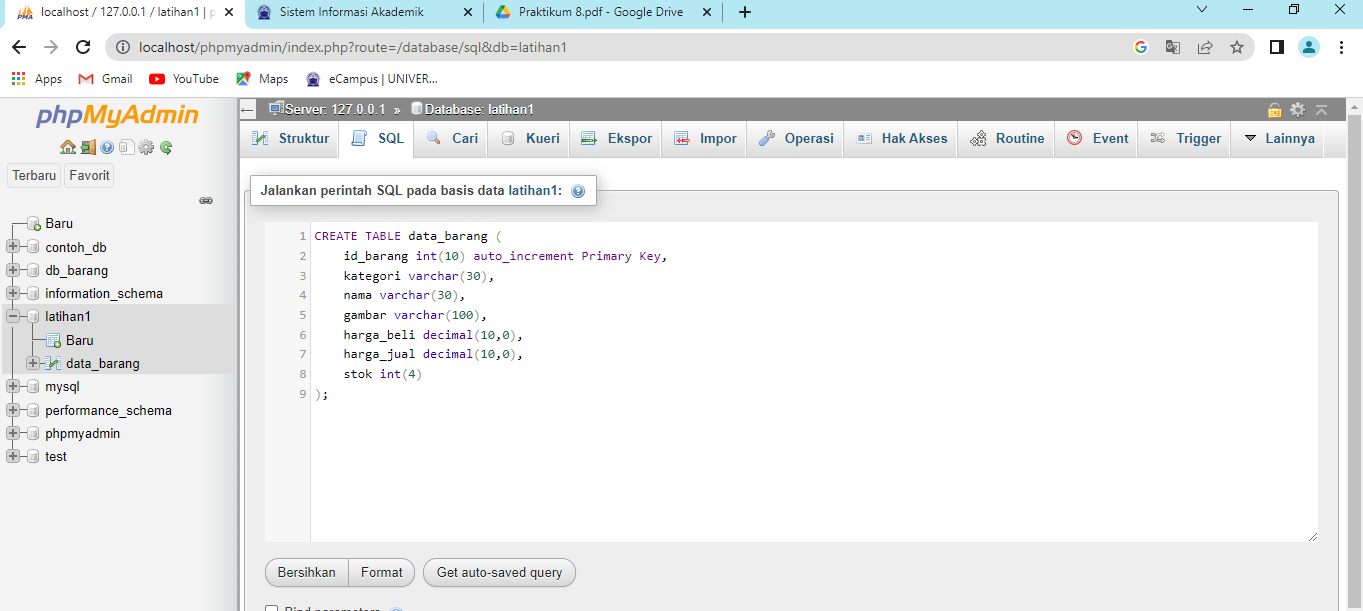 localhost / 127.0.0.1 / latihan1 | p
Sistem Informasi Akademik
Praktikum 8.pdf - Google Drive
localhost/phpmyadmin/index.php?route=/database/sql&db=latihan1
Apps
Gmail
YouTube
Maps
eCampus | UNIVER...
phpMyAdmin
Terbaru
Favorit
Baru
contoh_db
db_barang
information_schema
latihan1
Baru
data_barang
mysql
performance_schema
phpmyadmin
test
Server: 127.0.0.1 » Database: latihan1
Struktur
SQL
Cari
Kueri
Ekspor
Impor
Operasi
Hak Akses
Routine
Event
Trigger
Lainnya
Jalankan perintah SQL pada basis data latihan1:
1 CREATE TABLE data_barang (
2 id_barang int(10) auto_increment Primary Key,
3 kategori varchar(30),
4 nama varchar(30),
5 gambar varchar(100),
6 harga_beli decimal(10,0),
7 harga_jual decimal(10,0),
8 stok int(4)
9 );
Bersihkan
Format
Get auto-saved query
Bind parameters